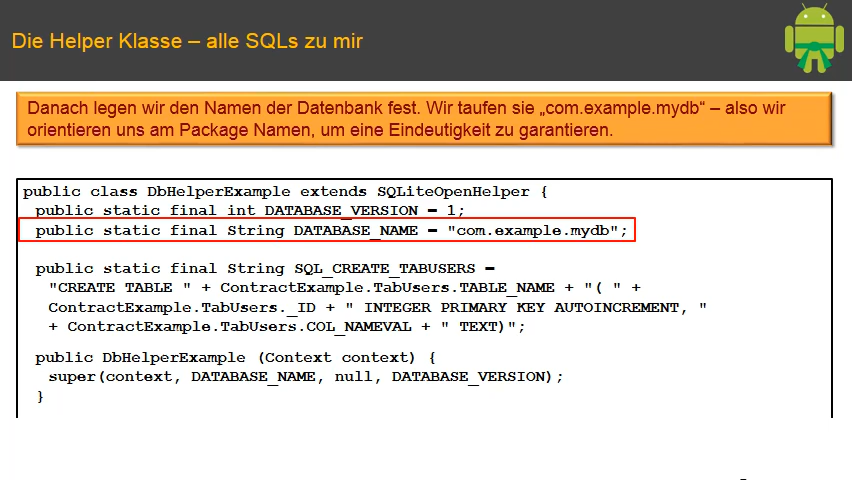 Die Helper Klasse – alle SQLs zu mir
Danach legen wir den Namen der Datenbank fest. Wir taufen sie „com.example.mydb“ – also wir
orientieren uns am Package Namen, um eine Eindeutigkeit zu garantieren.
public class DbHelperExample extends SQLiteOpenHelper {
public static final int DATABASE_VERSION = 1;
public static final String DATABASE_NAME = "com.example.mydb";
public static final String SQL_CREATE_TABUSERS =
"CREATE TABLE " + ContractExample.TabUsers.TABLE_NAME + "( " +
ContractExample.TabUsers._ID + " INTEGER PRIMARY KEY AUTOINCREMENT, "
+ ContractExample.TabUsers.COL_NAMEVAL + " TEXT)";
public DbHelperExample (Context context) {
super(context, DATABASE_NAME, null, DATABASE_VERSION);
}